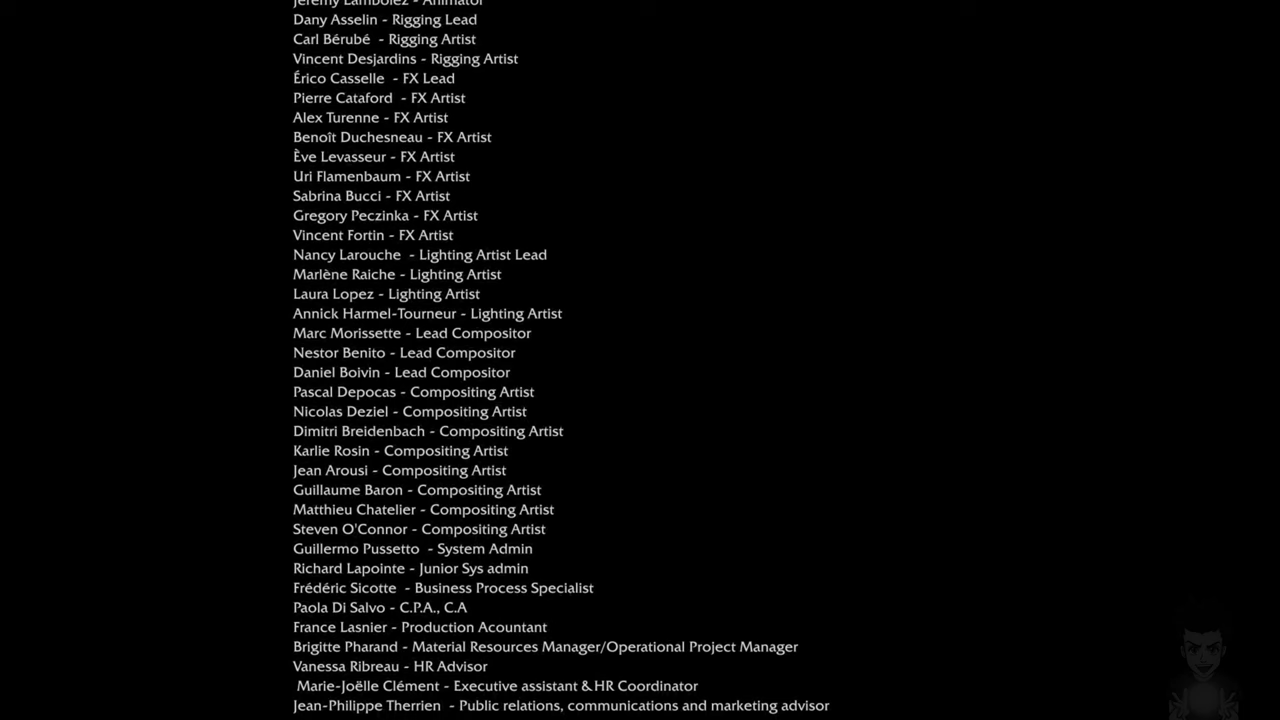 Jeremy Lambolez - Animator
Dany Asselin - Rigging Lead
Carl Bérubé - Rigging Artist
Vincent Desjardins - Rigging Artist
Érico Casselle - FX Lead
Pierre Cataford - FX Artist
Alex Turenne - FX Artist
Benoît Duchesneau - FX Artist
Ève Levasseur - FX Artist
Uri Flamenbaum - FX Artist
Sabrina Bucci - FX Artist
Gregory Peczinka - FX Artist
Vincent Fortin - FX Artist
Nancy Larouche - Lighting Artist Lead
Marlène Raiche - Lighting Artist
Laura Lopez - Lighting Artist
Annick Harmel-Tourneur - Lighting Artist
Marc Morissette - Lead Compositor
Nestor Benito - Lead Compositor
Daniel Boivin - Lead Compositor
Pascal Depocas - Compositing Artist
Nicolas Deziel - Compositing Artist
Dimitri Breidenbach - Compositing Artist
Karlie Rosin - Compositing Artist
Jean Arousi - Compositing Artist
Guillaume Baron - Compositing Artist
Matthieu Chatelier - Compositing Artist
Steven O'Connor - Compositing Artist
Guillermo Pussetto - System Admin
Richard Lapointe - Junior Sys admin
Frédéric Sicotte - Business Process Specialist
Paola Di Salvo - C.P.A., C.A
France Lasnier - Production Acountant
Brigitte Pharand - Material Resources Manager/Operational Project Manager
Vanessa Ribreau - HR Advisor
Marie-Joëlle Clément - Executive assistant & HR Coordinator
Jean-Philippe Therrien - Public relations, communications and marketing advisor